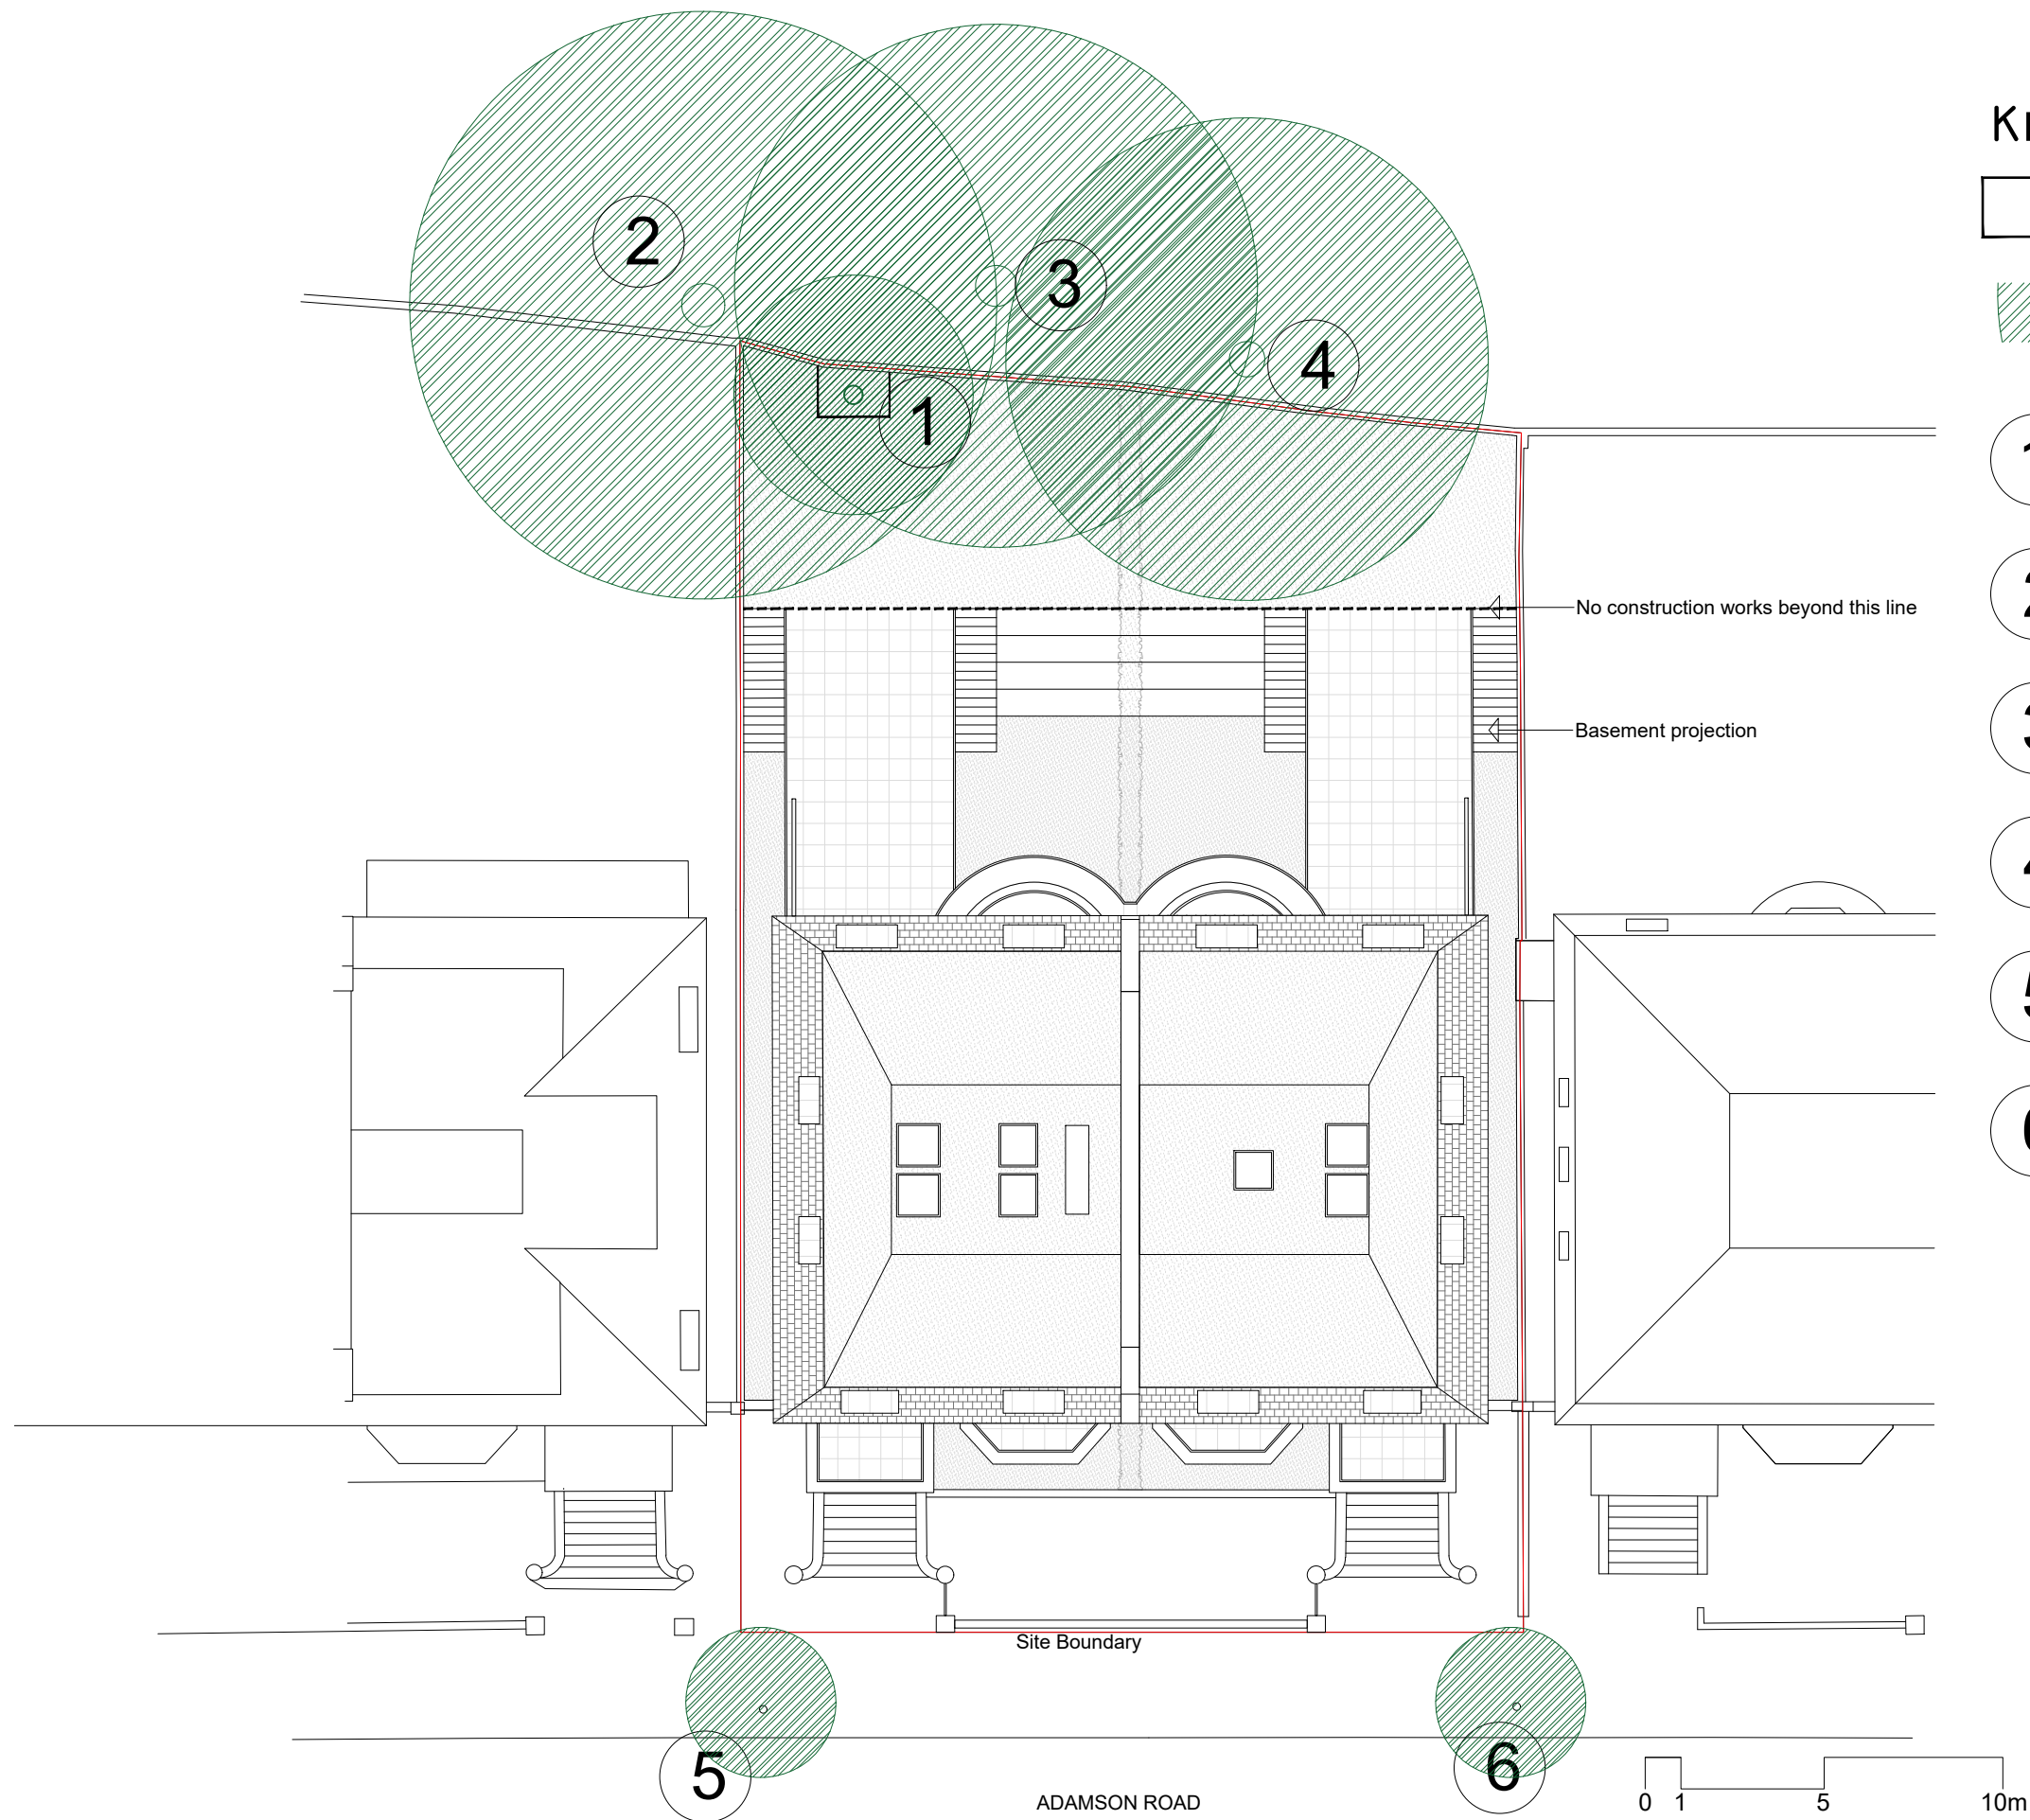 2
3
4
1
No construction works beyond this line
Basement projection
Site Boundary
5
6
ADAMSON ROAD
0 1 5 10m